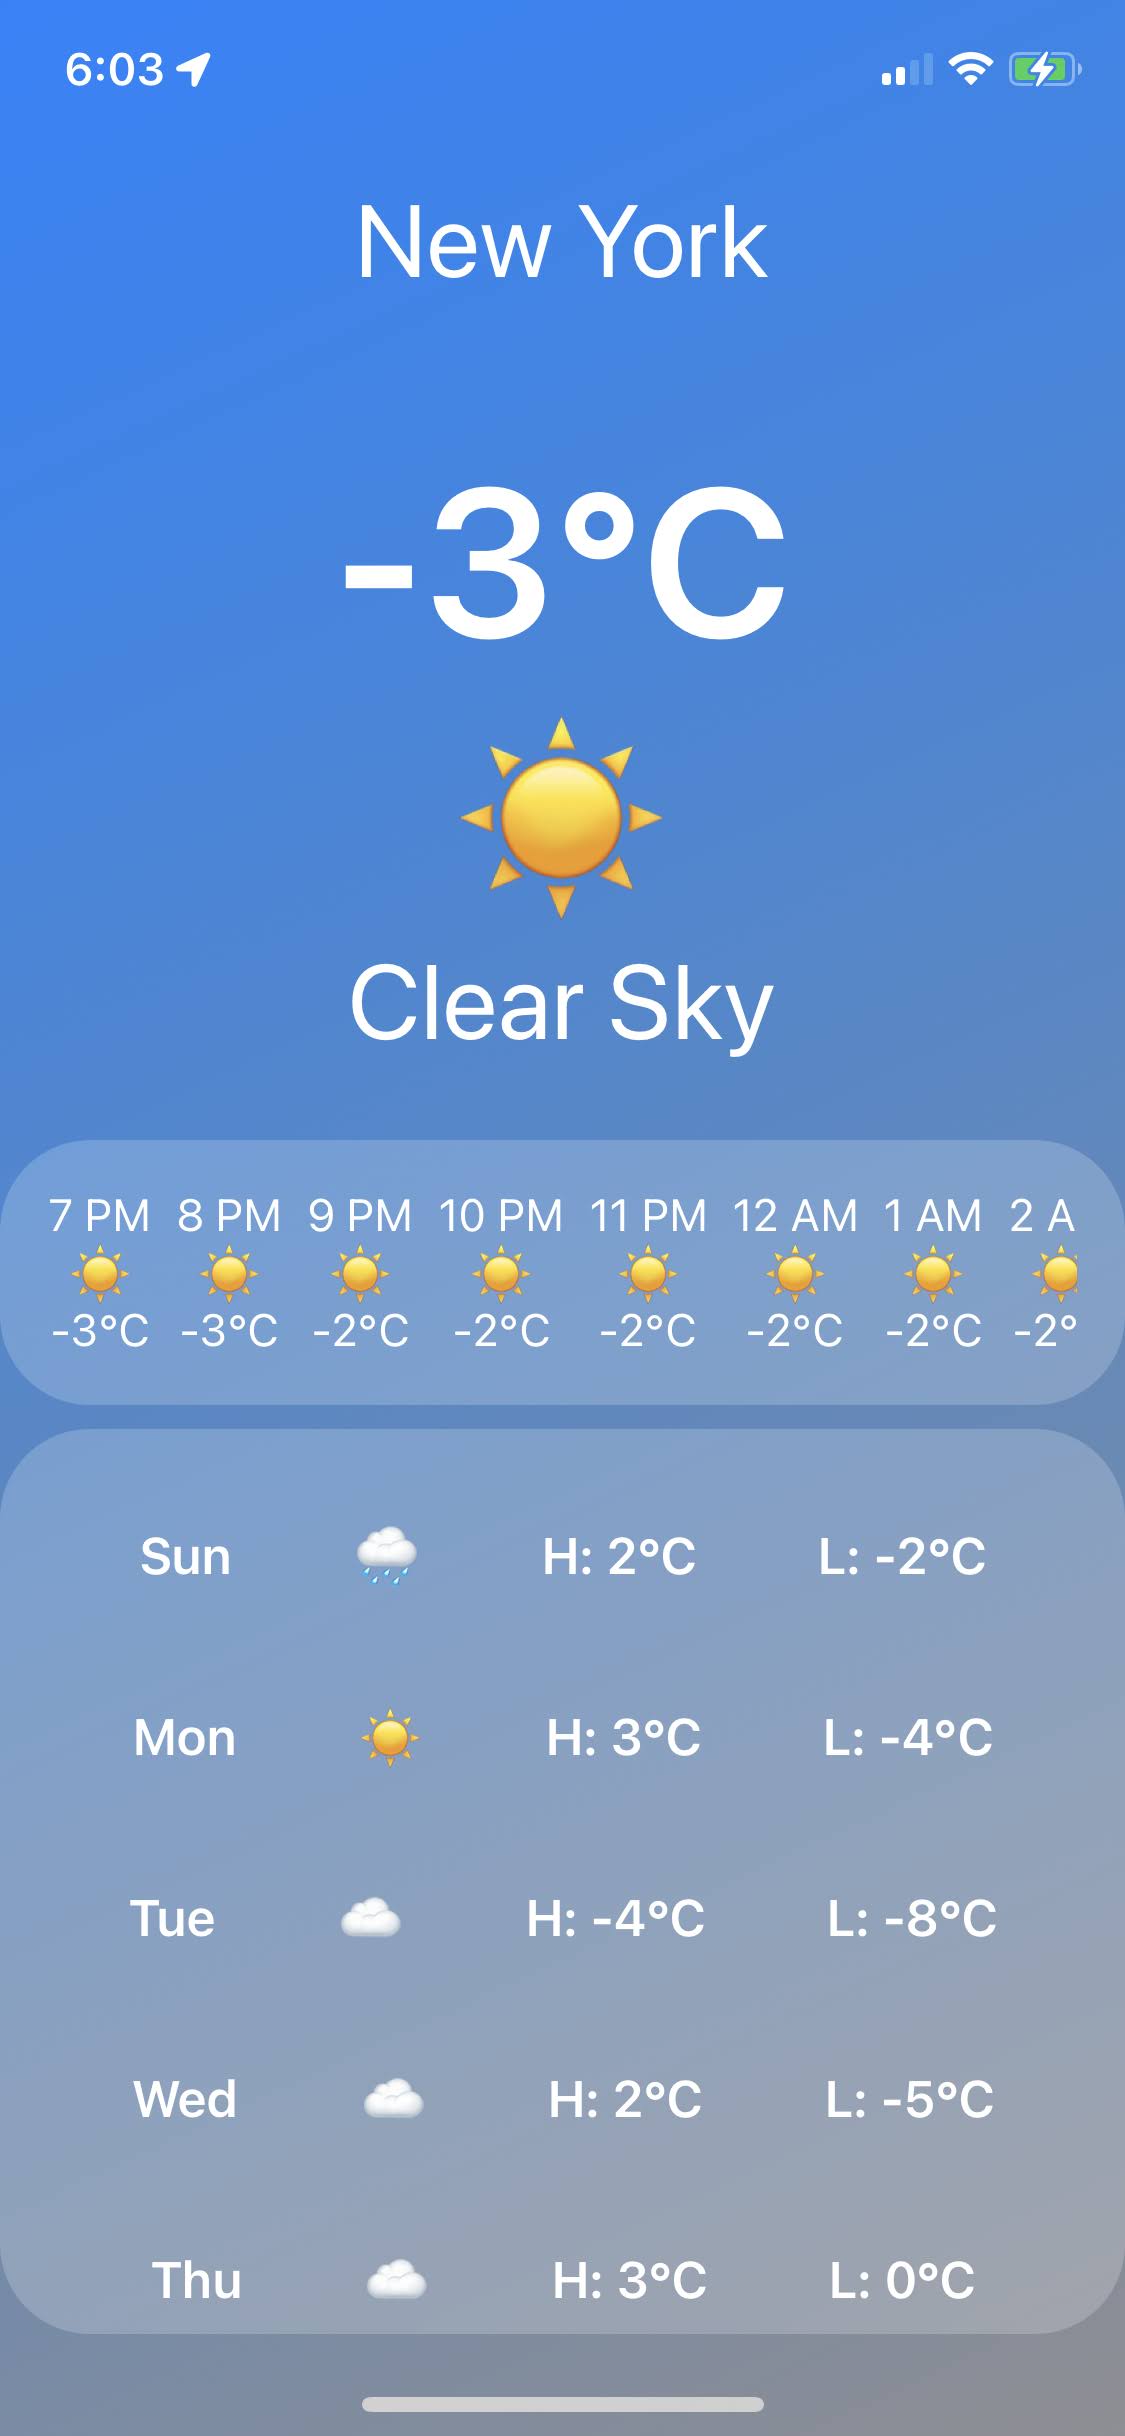 6:03
New York
-3°C
Clear Sky
7 PM 8 PM 9 PM 10 PM 11 PM 12 AM 1 AM 2 A
-3°C -3°C -2°C -2°C -2°C -2°C -2°C -2°
Sun H: 2°C L: -2°C
Mon H: 3°C L: -4°C
Tue H: -4°C L: -8°C
Wed H: 2°C L: -5°C
Thu H: 3°C L: 0°C